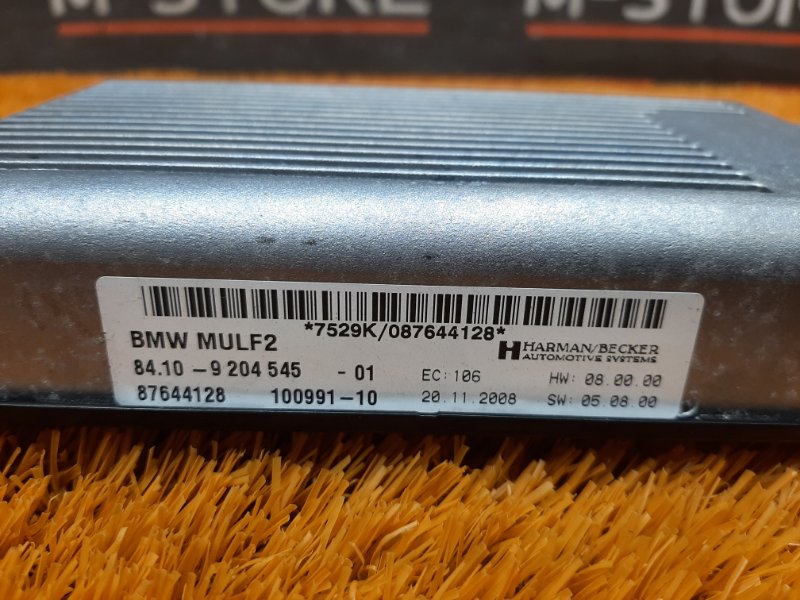 M-STORE
*7529K/087644128*
BMW MULF2
HARMAN/BECKER
AUTOMOTIVE SYSTEMS
84.10 - 9 204 545 - 01 EC: 106 HW: 08.00.00
87644128 100991-10 20.11.2008 SW: 05.08.00